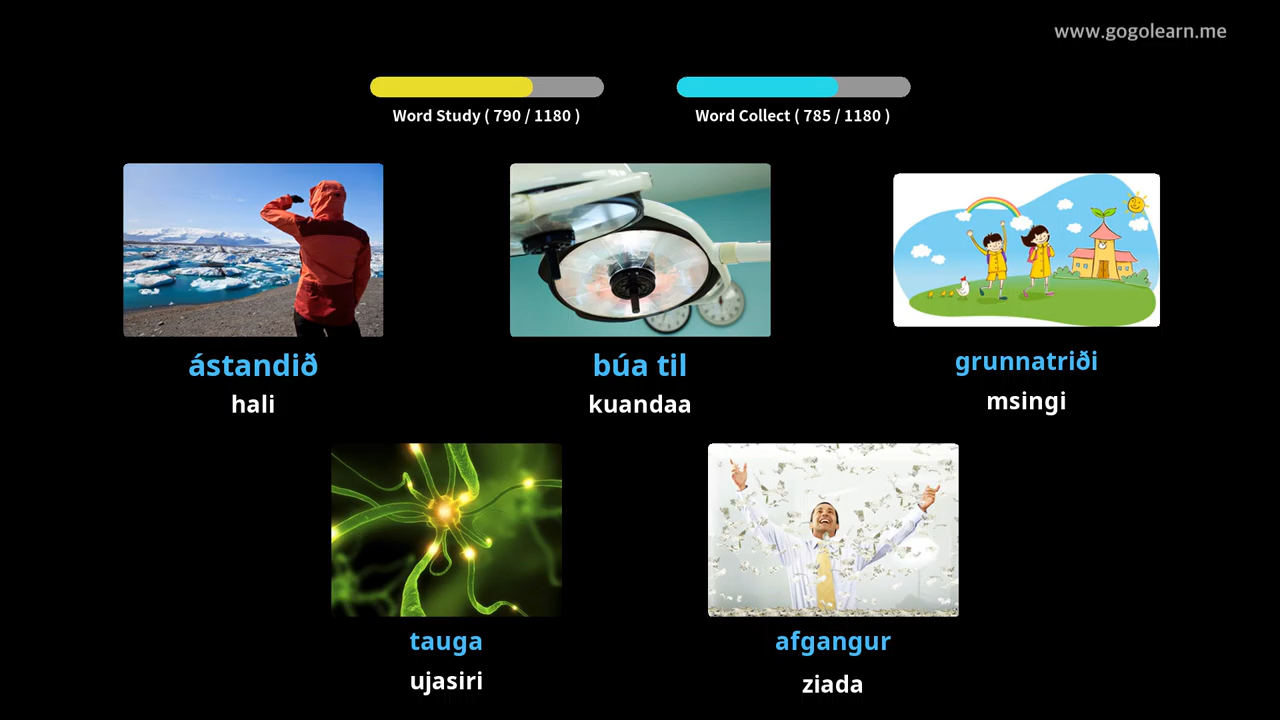 www.gogolearn.me
Word Study ( 790 / 1180 )
Word Collect ( 785 / 1180 )
ástandið
hali
búa til
kuandaa
grunnatriði
msingi
tauga
ujasiri
afgangur
ziada